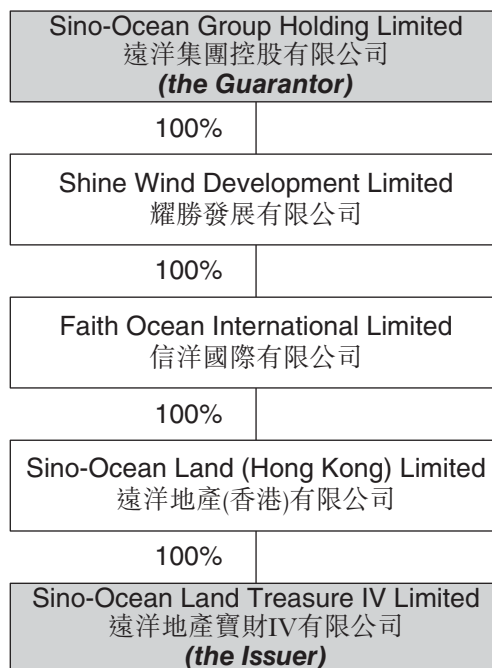 Sino-Ocean Group Holding Limited
遠洋集團控股有限公司
(the Guarantor)
100%
Shine Wind Development Limited
耀勝發展有限公司
100%
Faith Ocean International Limited
信洋國際有限公司
100%
Sino-Ocean Land (Hong Kong) Limited
遠洋地產(香港)有限公司
100%
Sino-Ocean Land Treasure IV Limited
遠洋地產寶財IV有限公司
(the Issuer)